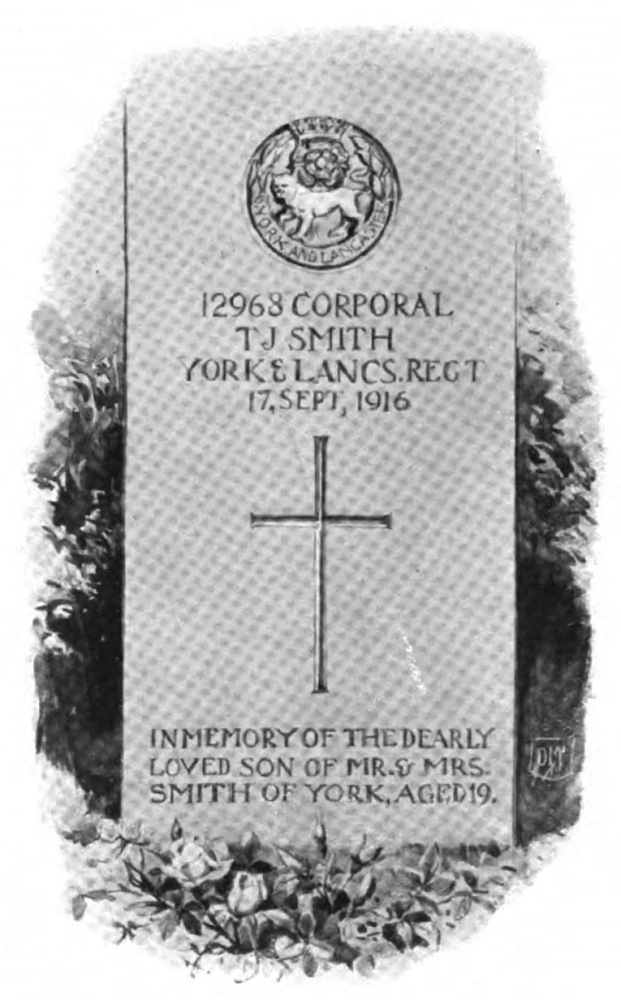 YORK AND LANCASTER
12968 CORPORAL
T J SMITH
YORK & LANCS. REGT
17, SEPT, 1916
IN MEMORY OF THE DEARLY
LOVED SON OF MR. & MRS.
SMITH OF YORK, AGED 19.